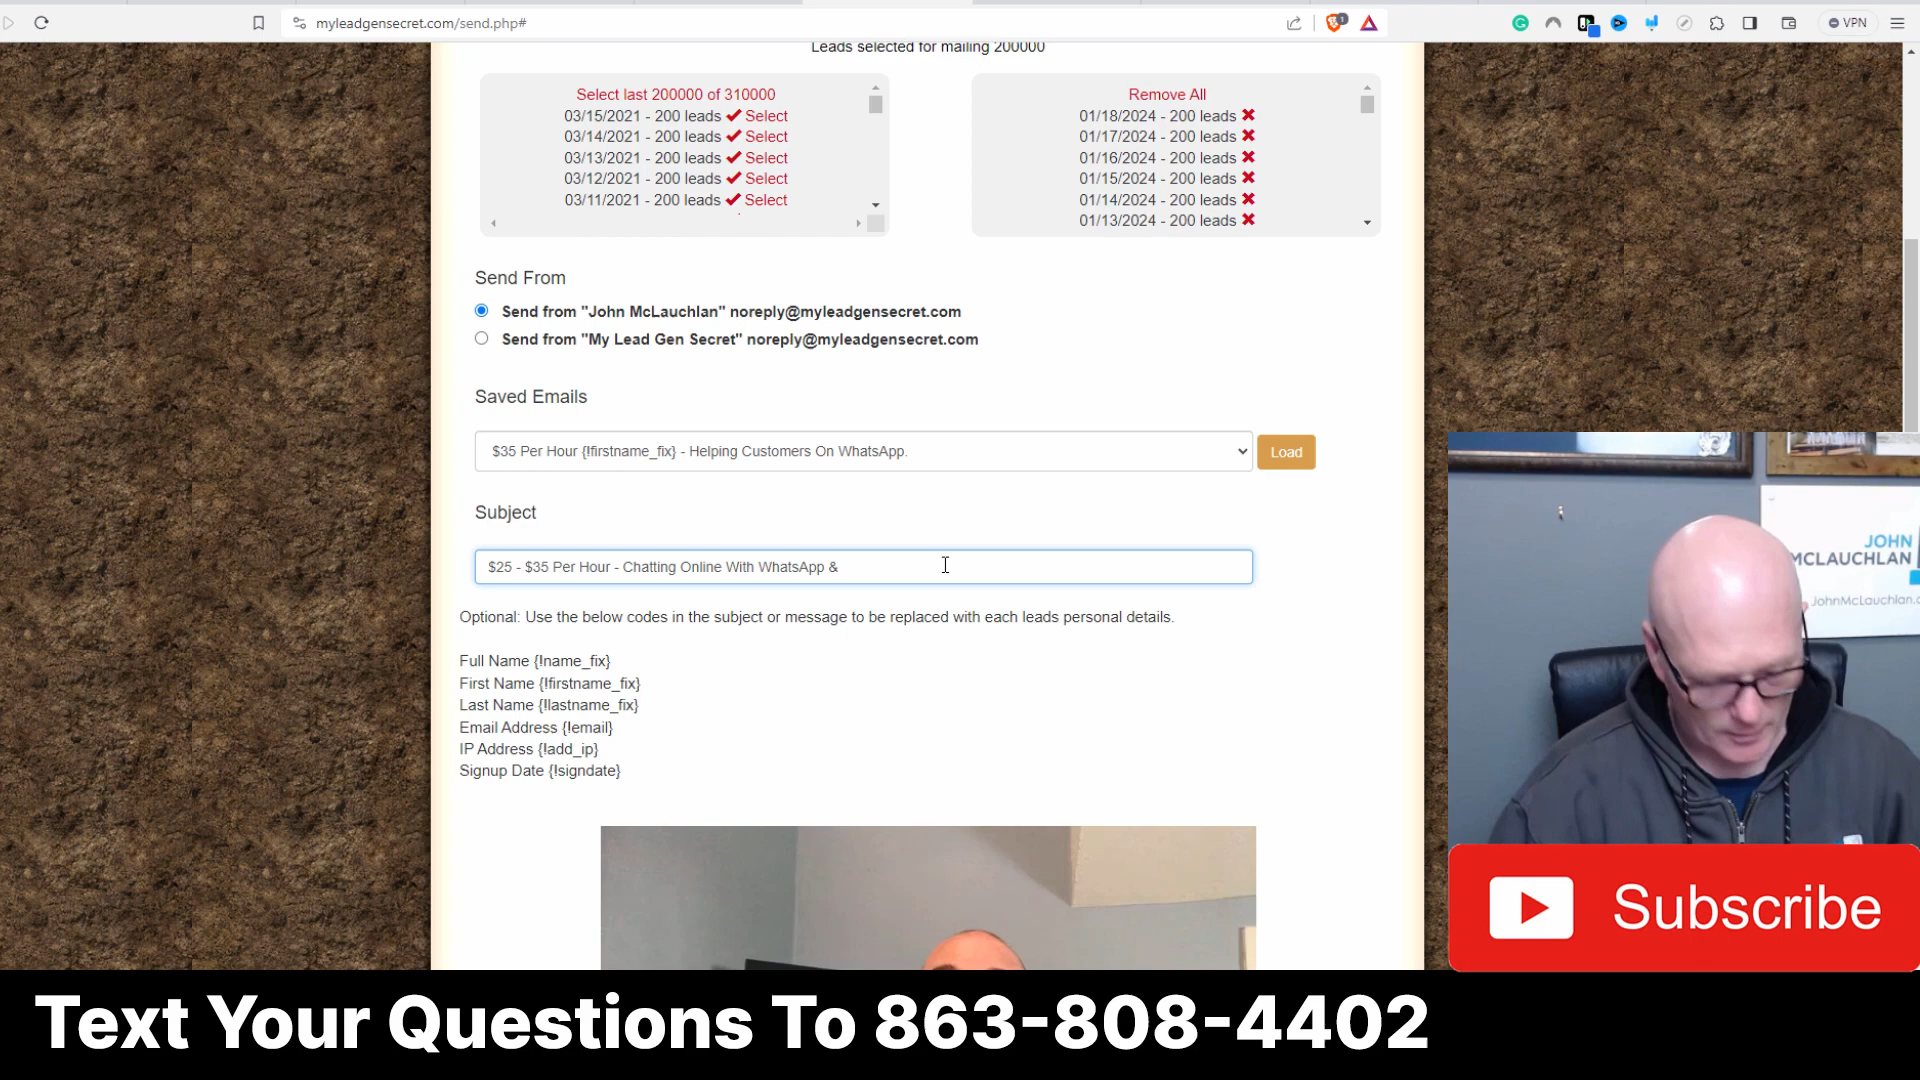 myleadgensecret.com/send.php#
VPN
Leads selected for mailing 200000
Select last 200000 of 310000
03/15/2021 - 200 leads ✔ Select
03/14/2021 - 200 leads ✔ Select
03/13/2021 - 200 leads ✔ Select
03/12/2021 - 200 leads ✔ Select
03/11/2021 - 200 leads ✔ Select
Remove All
01/18/2024 - 200 leads ✖
01/17/2024 - 200 leads ✖
01/16/2024 - 200 leads ✖
01/15/2024 - 200 leads ✖
01/14/2024 - 200 leads ✖
01/13/2024 - 200 leads ✖
Send From
Send from "John McLauchlan" noreply@myleadgensecret.com
Send from "My Lead Gen Secret" noreply@myleadgensecret.com
Saved Emails
$35 Per Hour {!firstname_fix} - Helping Customers On WhatsApp.
Load
Subject
$25 - $35 Per Hour - Chatting Online With WhatsApp &
Optional: Use the below codes in the subject or message to be replaced with each leads personal details.
Full Name {!name_fix}
First Name {!firstname_fix}
Last Name {!lastname_fix}
Email Address {!email}
IP Address {!add_ip}
Signup Date {!signdate}
JOHN
MCLAUCHLAN
JohnMcLauchlan.c
Subscribe
Text Your Questions To 863-808-4402